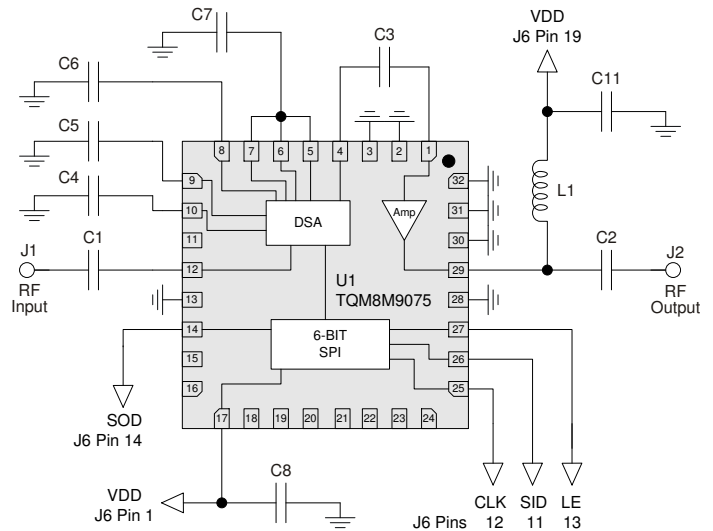 C7
VDD
J6 Pin 19
C3
C6
C11
C5
8
7
6
5
4
3
2
1
9
32
C4
DSA
Amp
L1
10
31
J1
C1
11
30
C2
J2
12
29
RF
Input
U1
TQM8M9075
RF
Output
13
28
14
6-BIT
SPI
27
15
26
16
25
SOD
J6 Pin 14
17
18
19
20
21
22
23
24
C8
VDD
J6 Pin 1
CLK
SID
LE
J6 Pins
12
11
13